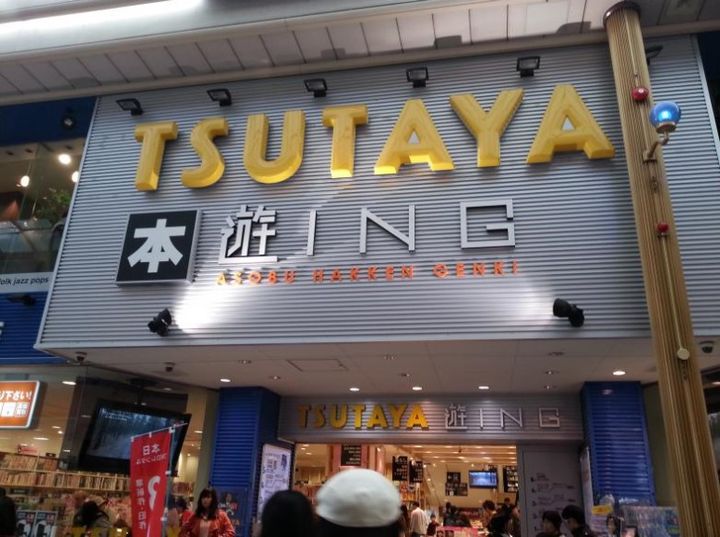 TSUTAYA
本 遊ING
ASOBU HAKKEN GENKI
folk jazz pops
TSUTAYA 遊ING
本日